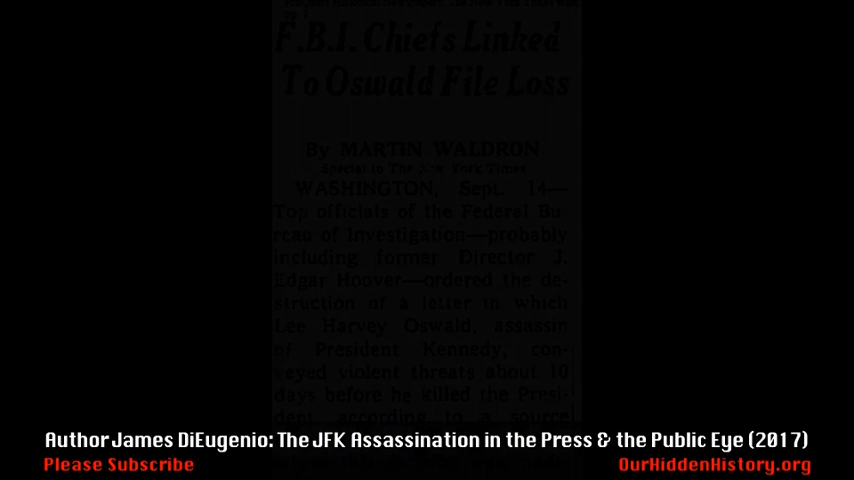 F.B.I. Chiefs Linked
To Oswald File Loss
By MARTIN WALDRON
Special to The New York Times
WASHINGTON, Sept. 14—
Top officials of the Federal Bu-
reau of Investigation—probably
including former Director J.
Edgar Hoover—ordered the de-
struction of a letter in which
Lee Harvey Oswald, assassin
of President Kennedy, con-
veyed violent threats about 10
days before he killed the Presi-
dent, according to a source
Author James DiEugenio: The JFK Assassination in the Press & the Public Eye (2017)
Please Subscribe
OurHiddenHistory.org